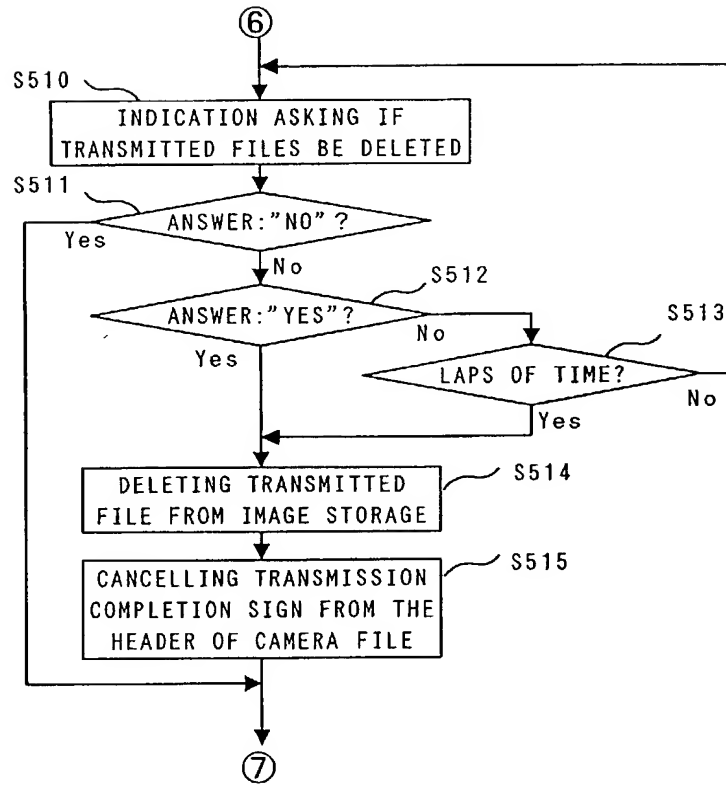 ⑥
S510
INDICATION ASKING IF
TRANSMITTED FILES BE DELETED
S511
ANSWER:"NO"?
Yes
No
S512
ANSWER:"YES"?
No
Yes
S513
LAPS OF TIME?
No
Yes
S514
DELETING TRANSMITTED
FILE FROM IMAGE STORAGE
S515
CANCELLING TRANSMISSION
COMPLETION SIGN FROM THE
HEADER OF CAMERA FILE
⑦